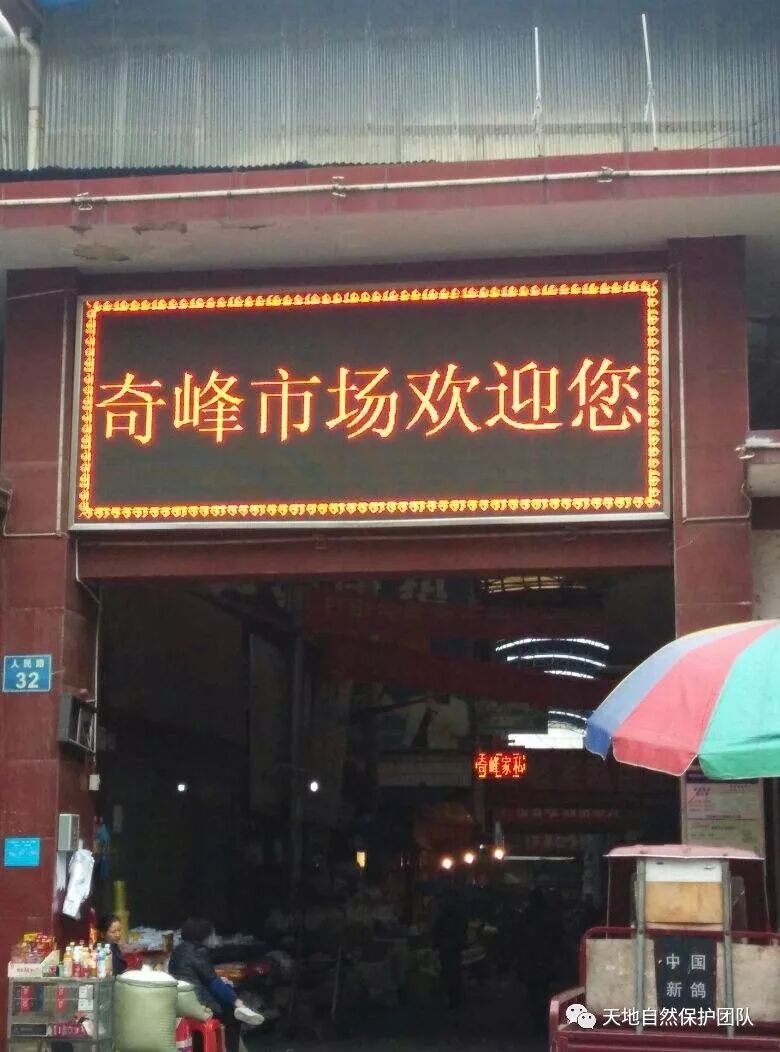 奇峰市场欢迎您
人民路
32
奇峰家私
中国
新鸽
天地自然保护团队